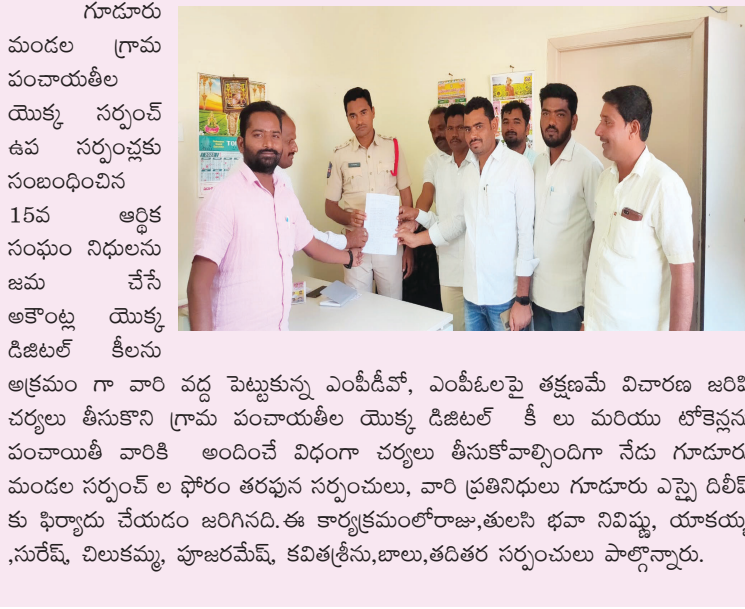 గూడూరు
మండల గ్రామ
పంచాయతీల
యొక్క సర్పంచ్
ఉప సర్పంచ్లకు
సంబంధించిన
15వ ఆర్థిక
సంఘం నిధులను
జమ చేసే
అకౌంట్ల యొక్క
డిజిటల్ కీలను
అక్రమం గా వారి వద్ద పెట్టుకున్న ఎంపీడీవో, ఎంపీఓలపై తక్షణమే విచారణ జరిపి
చర్యలు తీసుకొని గ్రామ పంచాయతీల యొక్క డిజిటల్ కీ లు మరియు టోకెన్లను
పంచాయితీ వారికి అందించే విధంగా చర్యలు తీసుకోవాల్సిందిగా నేడు గూడూరు
మండల సర్పంచ్ ల ఫోరం తరఫున సర్పంచులు, వారి ప్రతినిధులు గూడూరు ఎస్సై దిలీప్
కు ఫిర్యాదు చేయడం జరిగినది.ఈ కార్యక్రమంలోరాజు,తులసి భవా నివిష్ణు, యాకయ్య
,సురేష్, చిలుకమ్మ, పూజరమేష్, కవితశ్రీను,బాలు,తదితర సర్పంచులు పాల్గొన్నారు.